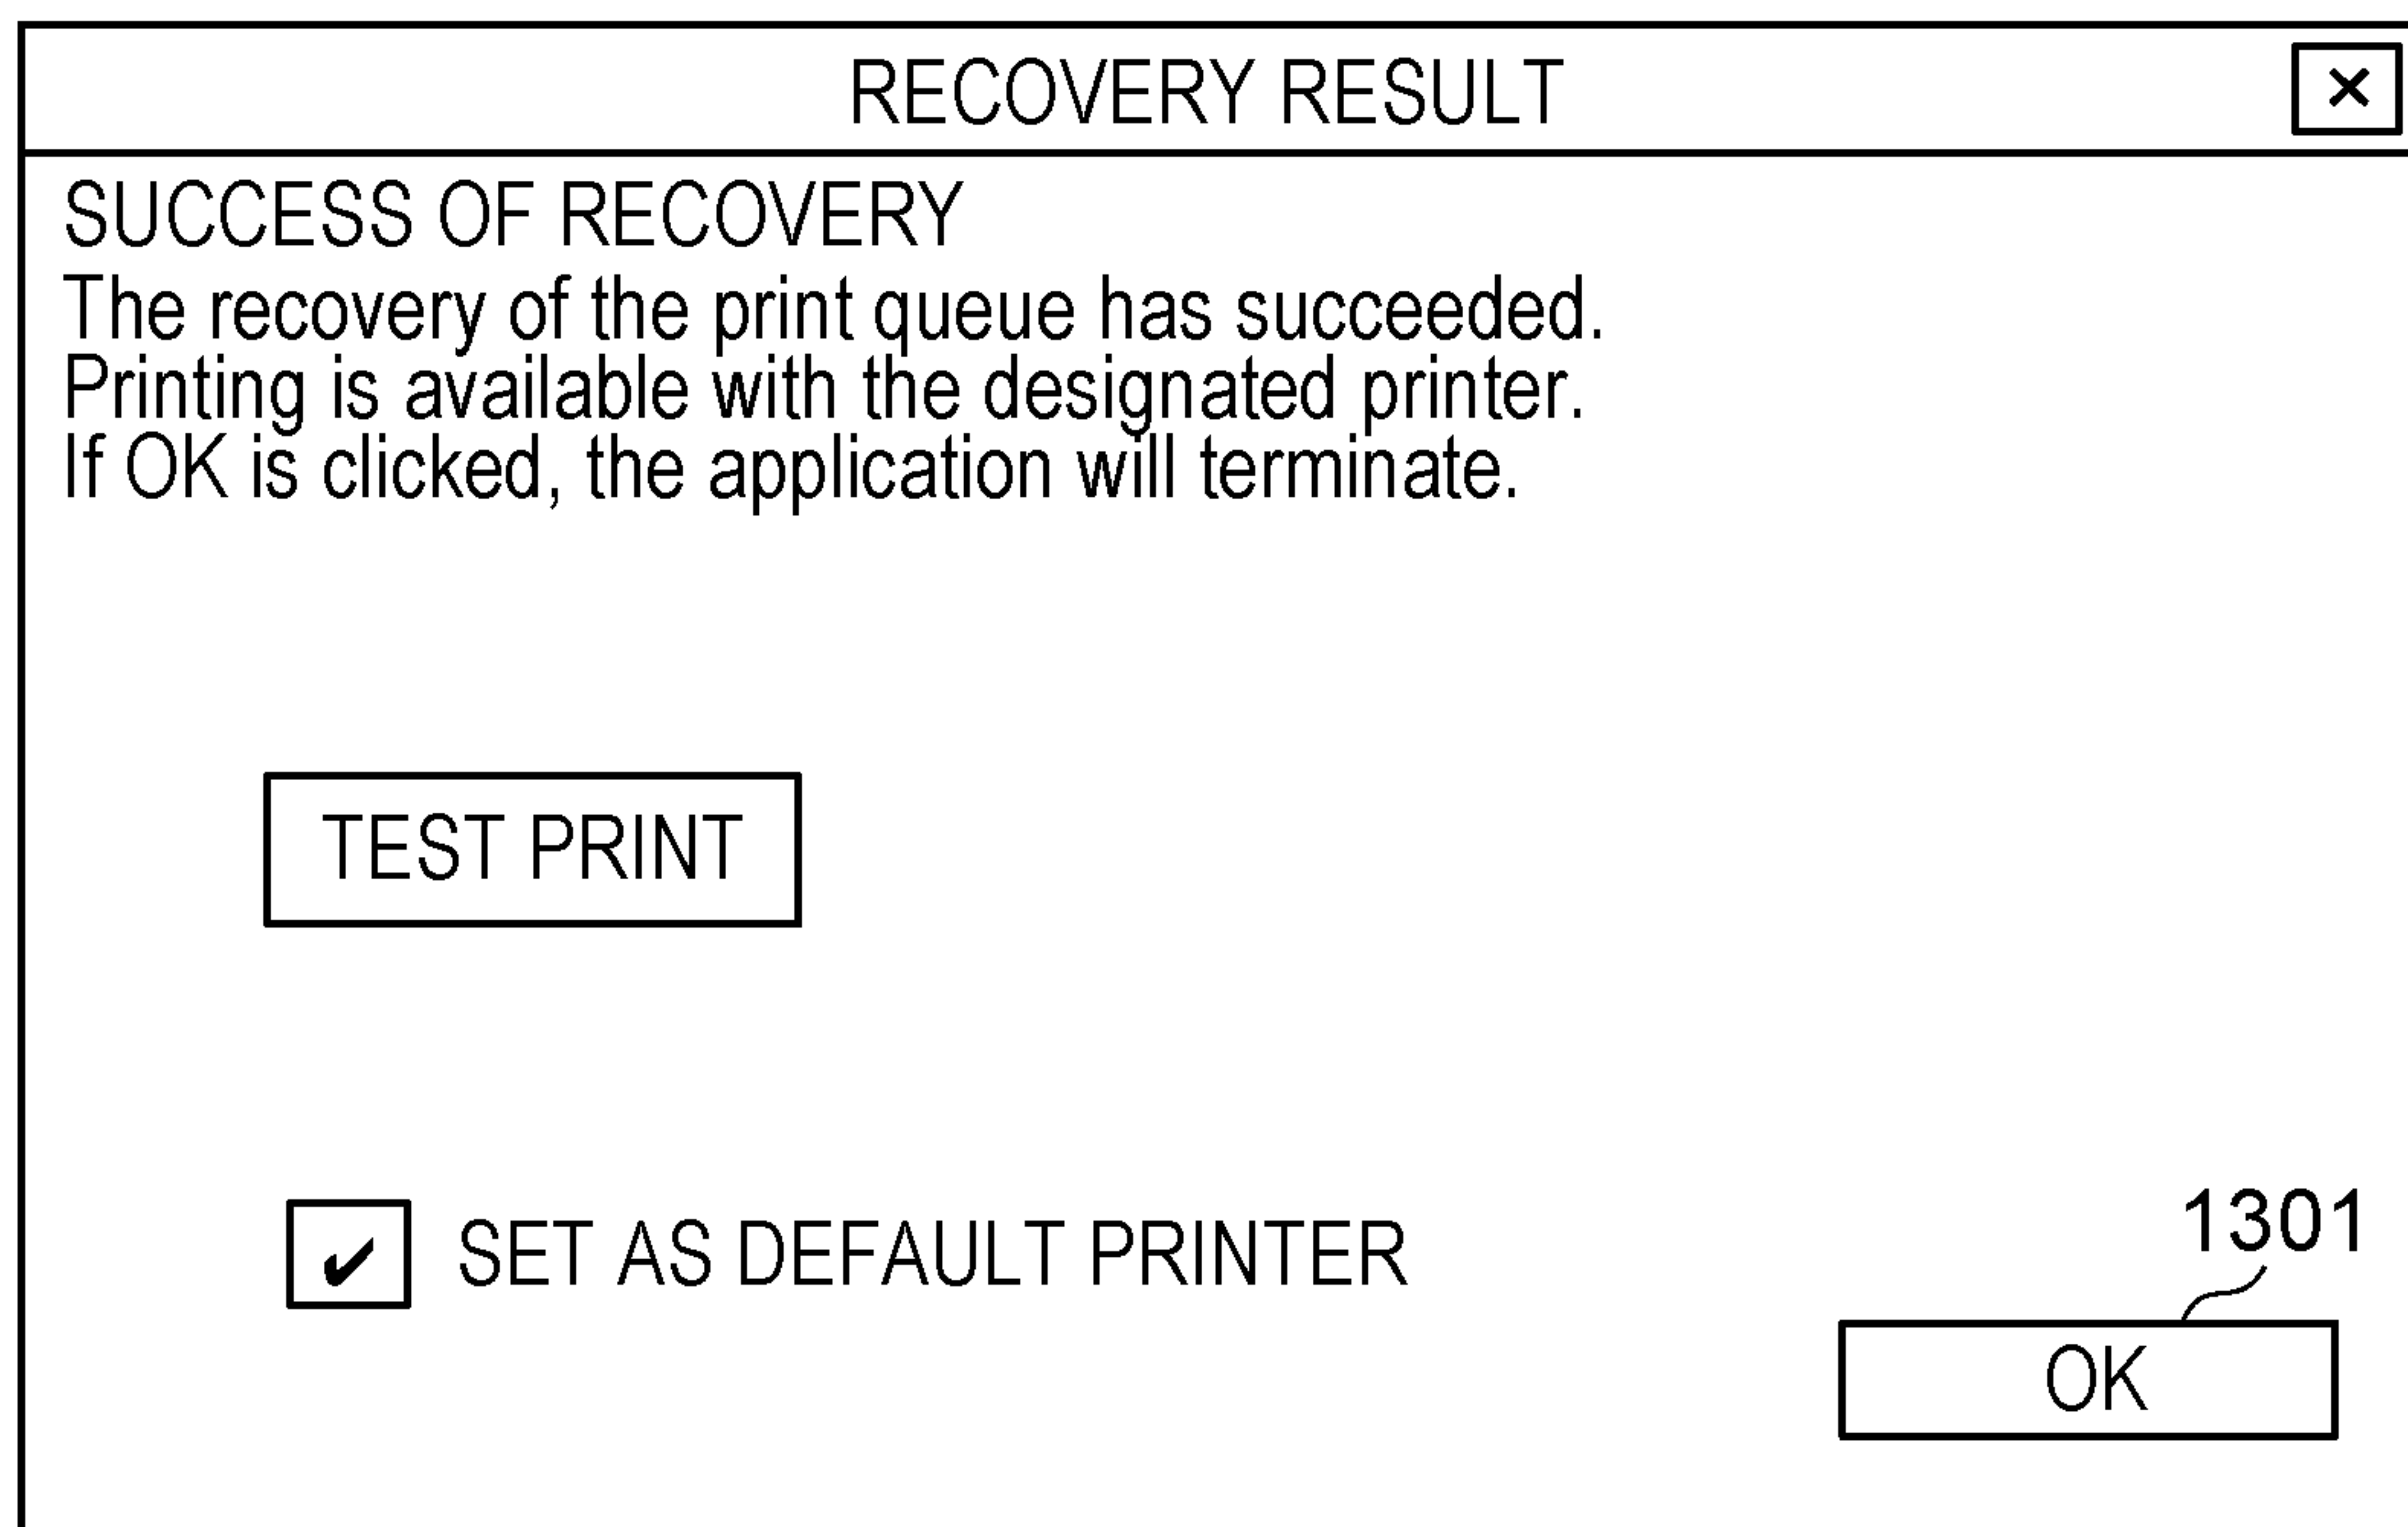 RECOVERY RESULT
SUCCESS OF RECOVERY
The recovery of the print queue has succeeded.
Printing is available with the designated printer.
If OK is clicked, the application will terminate.
TEST PRINT
SET AS DEFAULT PRINTER
1301
OK